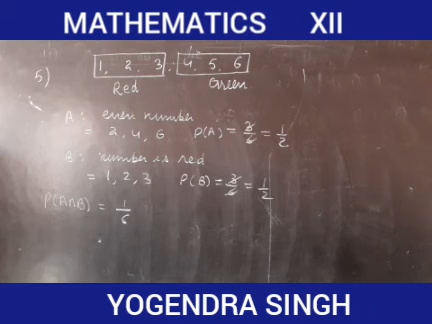 MATHEMATICS XII
5) 1, 2, 3 4, 5, 6
Red Green
A: even number
= 2, 4, 6 P(A) = 3/6 = 1/2
B: number is red
= 1, 2, 3 P(B) = 3/6 = 1/2
P(A∩B) = 1/6
YOGENDRA SINGH